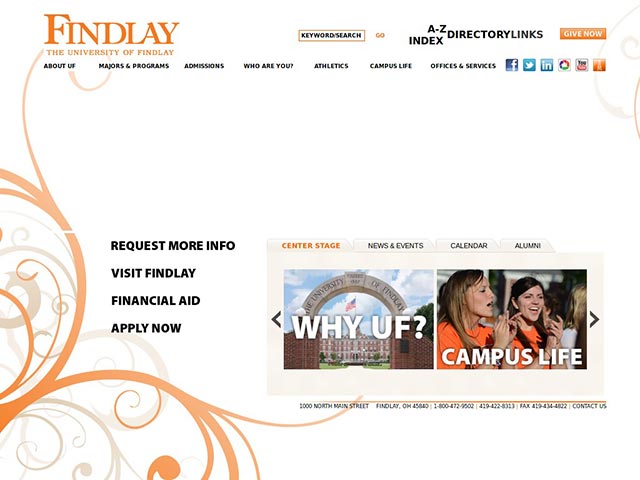 FINDLAY
THE UNIVERSITY OF FINDLAY
KEYWORD/SEARCH GO
A-Z INDEX DIRECTORY LINKS
GIVE NOW
ABOUT UF MAJORS & PROGRAMS ADMISSIONS WHO ARE YOU? ATHLETICS CAMPUS LIFE OFFICES & SERVICES
REQUEST MORE INFO
VISIT FINDLAY
FINANCIAL AID
APPLY NOW
CENTER STAGE NEWS & EVENTS CALENDAR ALUMNI
THE UNIVERSITY OF FINDLAY
WHY UF?
CAMPUS LIFE
1000 NORTH MAIN STREET FINDLAY, OH 45840 | 1-800-472-9502 | 419-422-8313 | FAX 419-434-4822 | CONTACT US